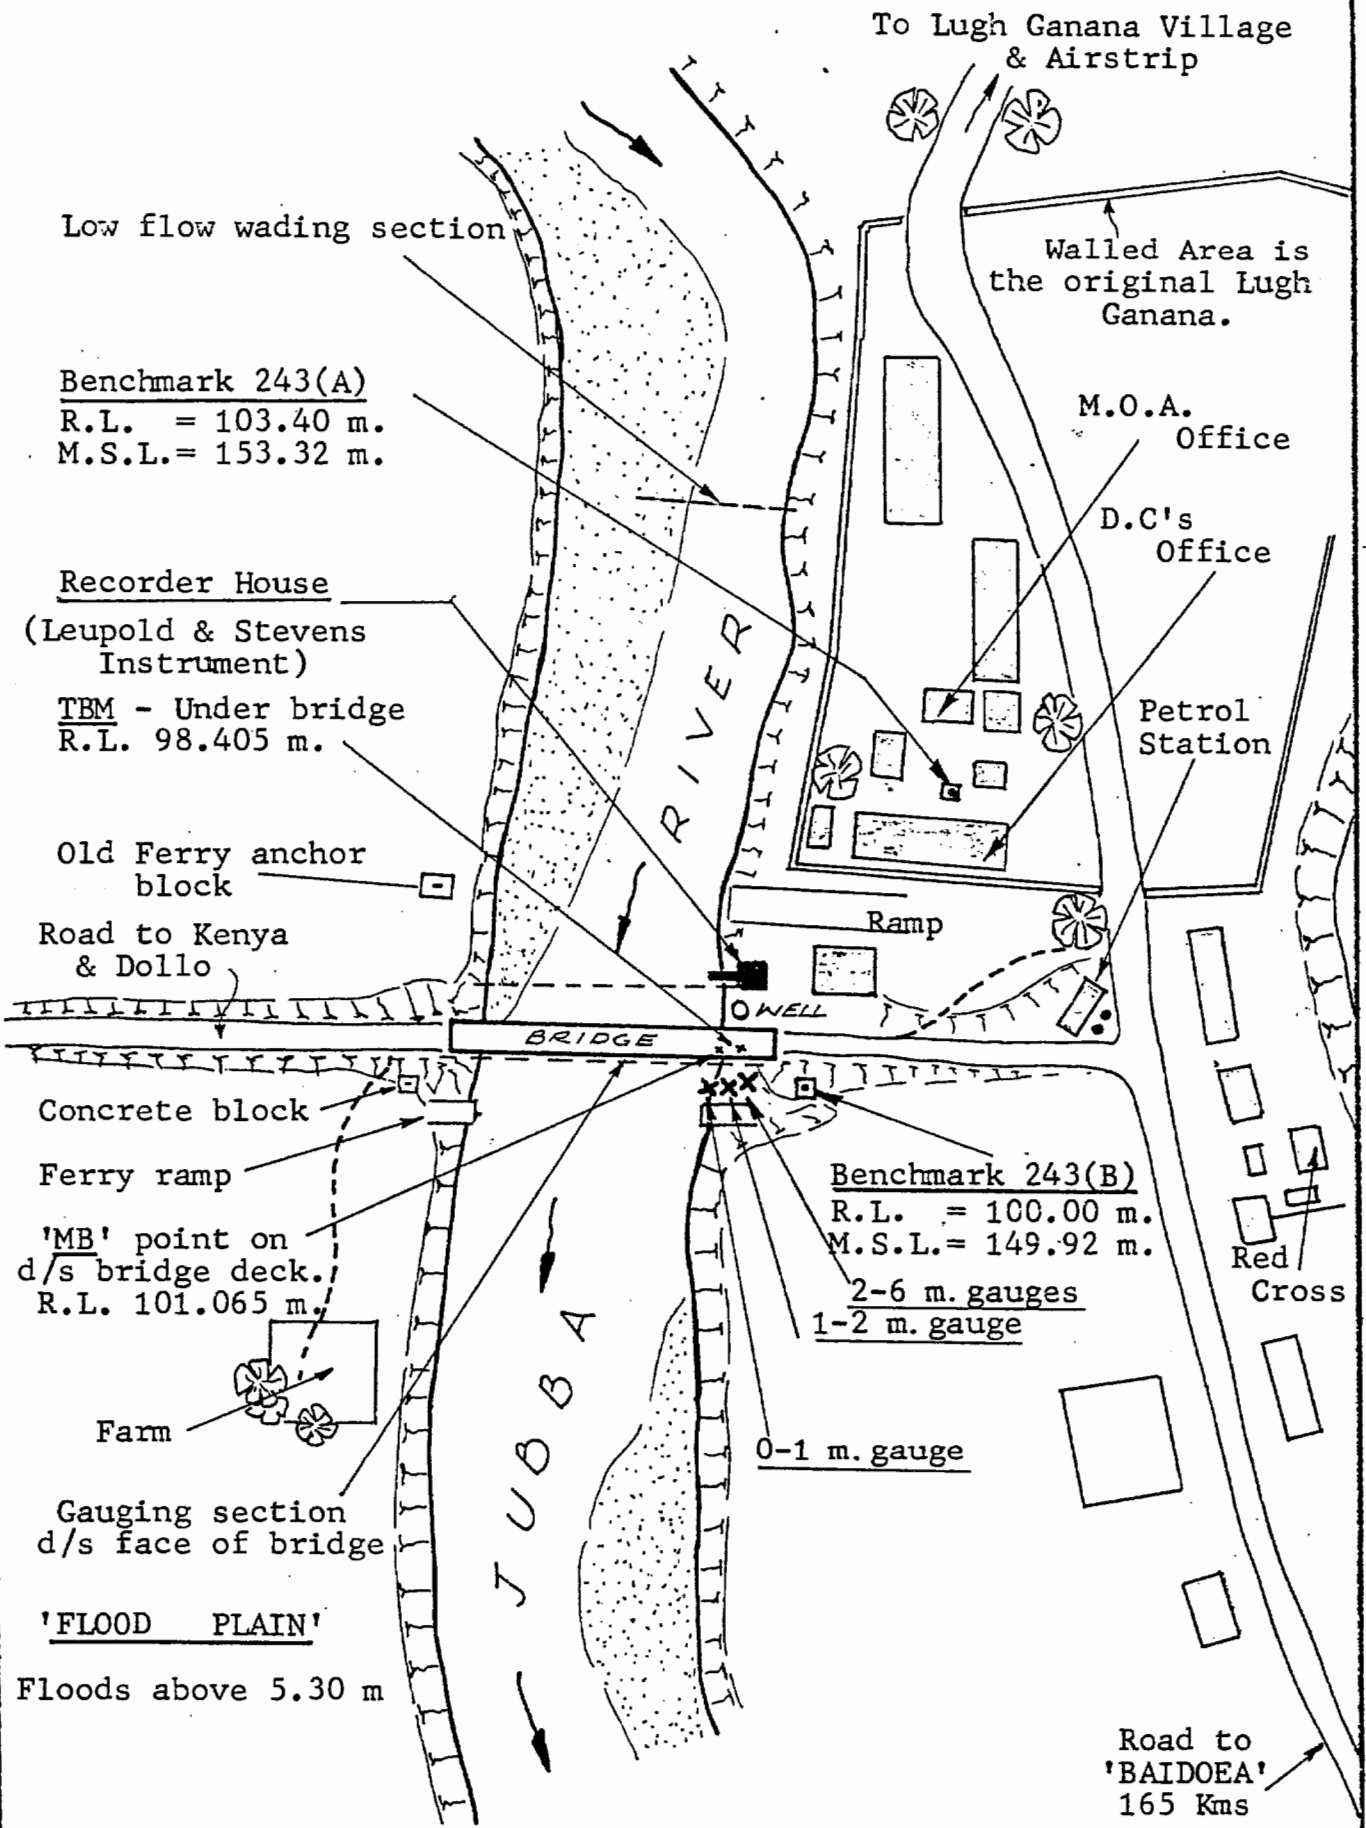 To Lugh Ganana Village
& Airstrip
Low flow wading section
Walled Area is
the original Lugh
Ganana.
Benchmark 243(A)
R.L. = 103.40 m.
M.S.L.= 153.32 m.
M.O.A.
Office
D.C's
Office
Recorder House
(Leupold & Stevens
Instrument)
TBM - Under bridge
R.L. 98.405 m.
RIVER
Petrol
Station
Old Ferry anchor
block
Ramp
Road to Kenya
& Dollo
WELL
BRIDGE
Concrete block
Ferry ramp
Benchmark 243(B)
R.L. = 100.00 m.
M.S.L.= 149.92 m.
'MB' point on
d/s bridge deck.
R.L. 101.065 m.
Red
Cross
2-6 m. gauges
1-2 m. gauge
JUBBA
Farm
0-1 m. gauge
Gauging section
d/s face of bridge
'FLOOD PLAIN'
Floods above 5.30 m
Road to
'BAIDOEA'
165 Kms